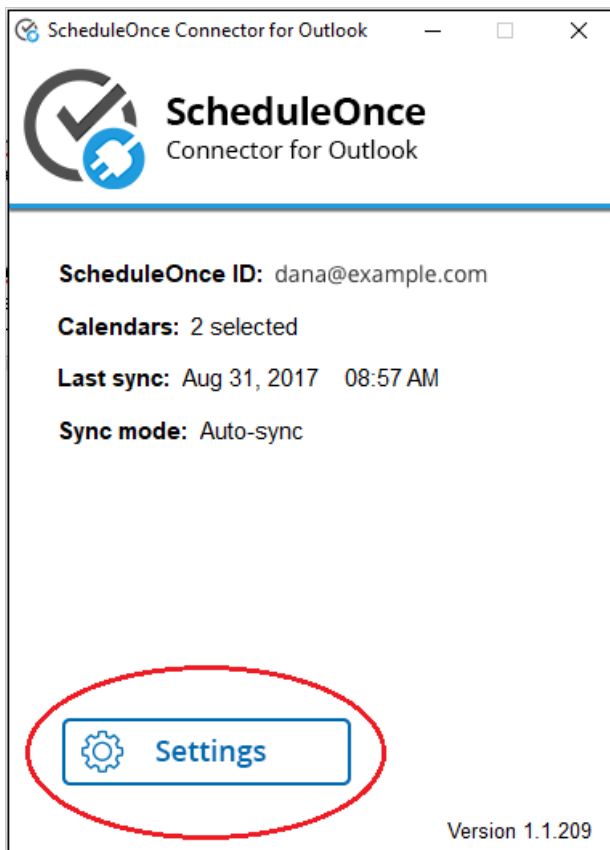 ScheduleOnce Connector for Outlook
ScheduleOnce
Connector for Outlook
ScheduleOnce ID: dana@example.com
Calendars: 2 selected
Last sync: Aug 31, 2017 08:57 AM
Sync mode: Auto-sync
Settings
Version 1.1.209